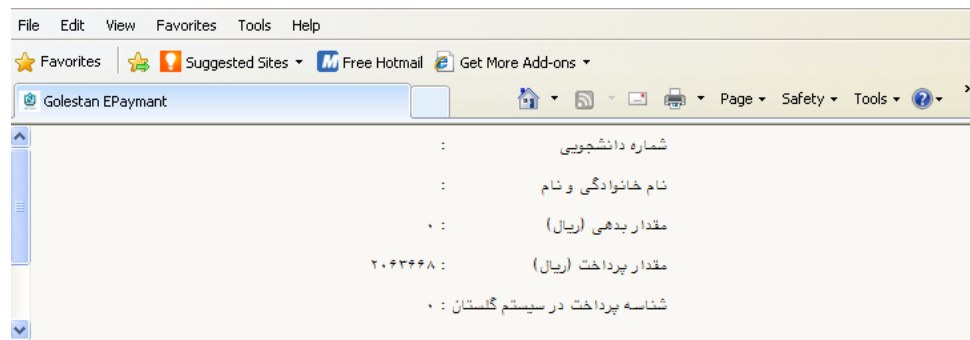 File Edit View Favorites Tools Help
Favorites Suggested Sites Free Hotmail Get More Add-ons
Golestan EPaymant Page Safety Tools
شماره دانشجویی :
نام خانوادگی و نام :
مقدار بدهی (ریال) : ۰
مقدار پرداخت (ریال) : ۲۰۶۳۶۶۸
شناسه پرداخت در سیستم گلستان : ۰